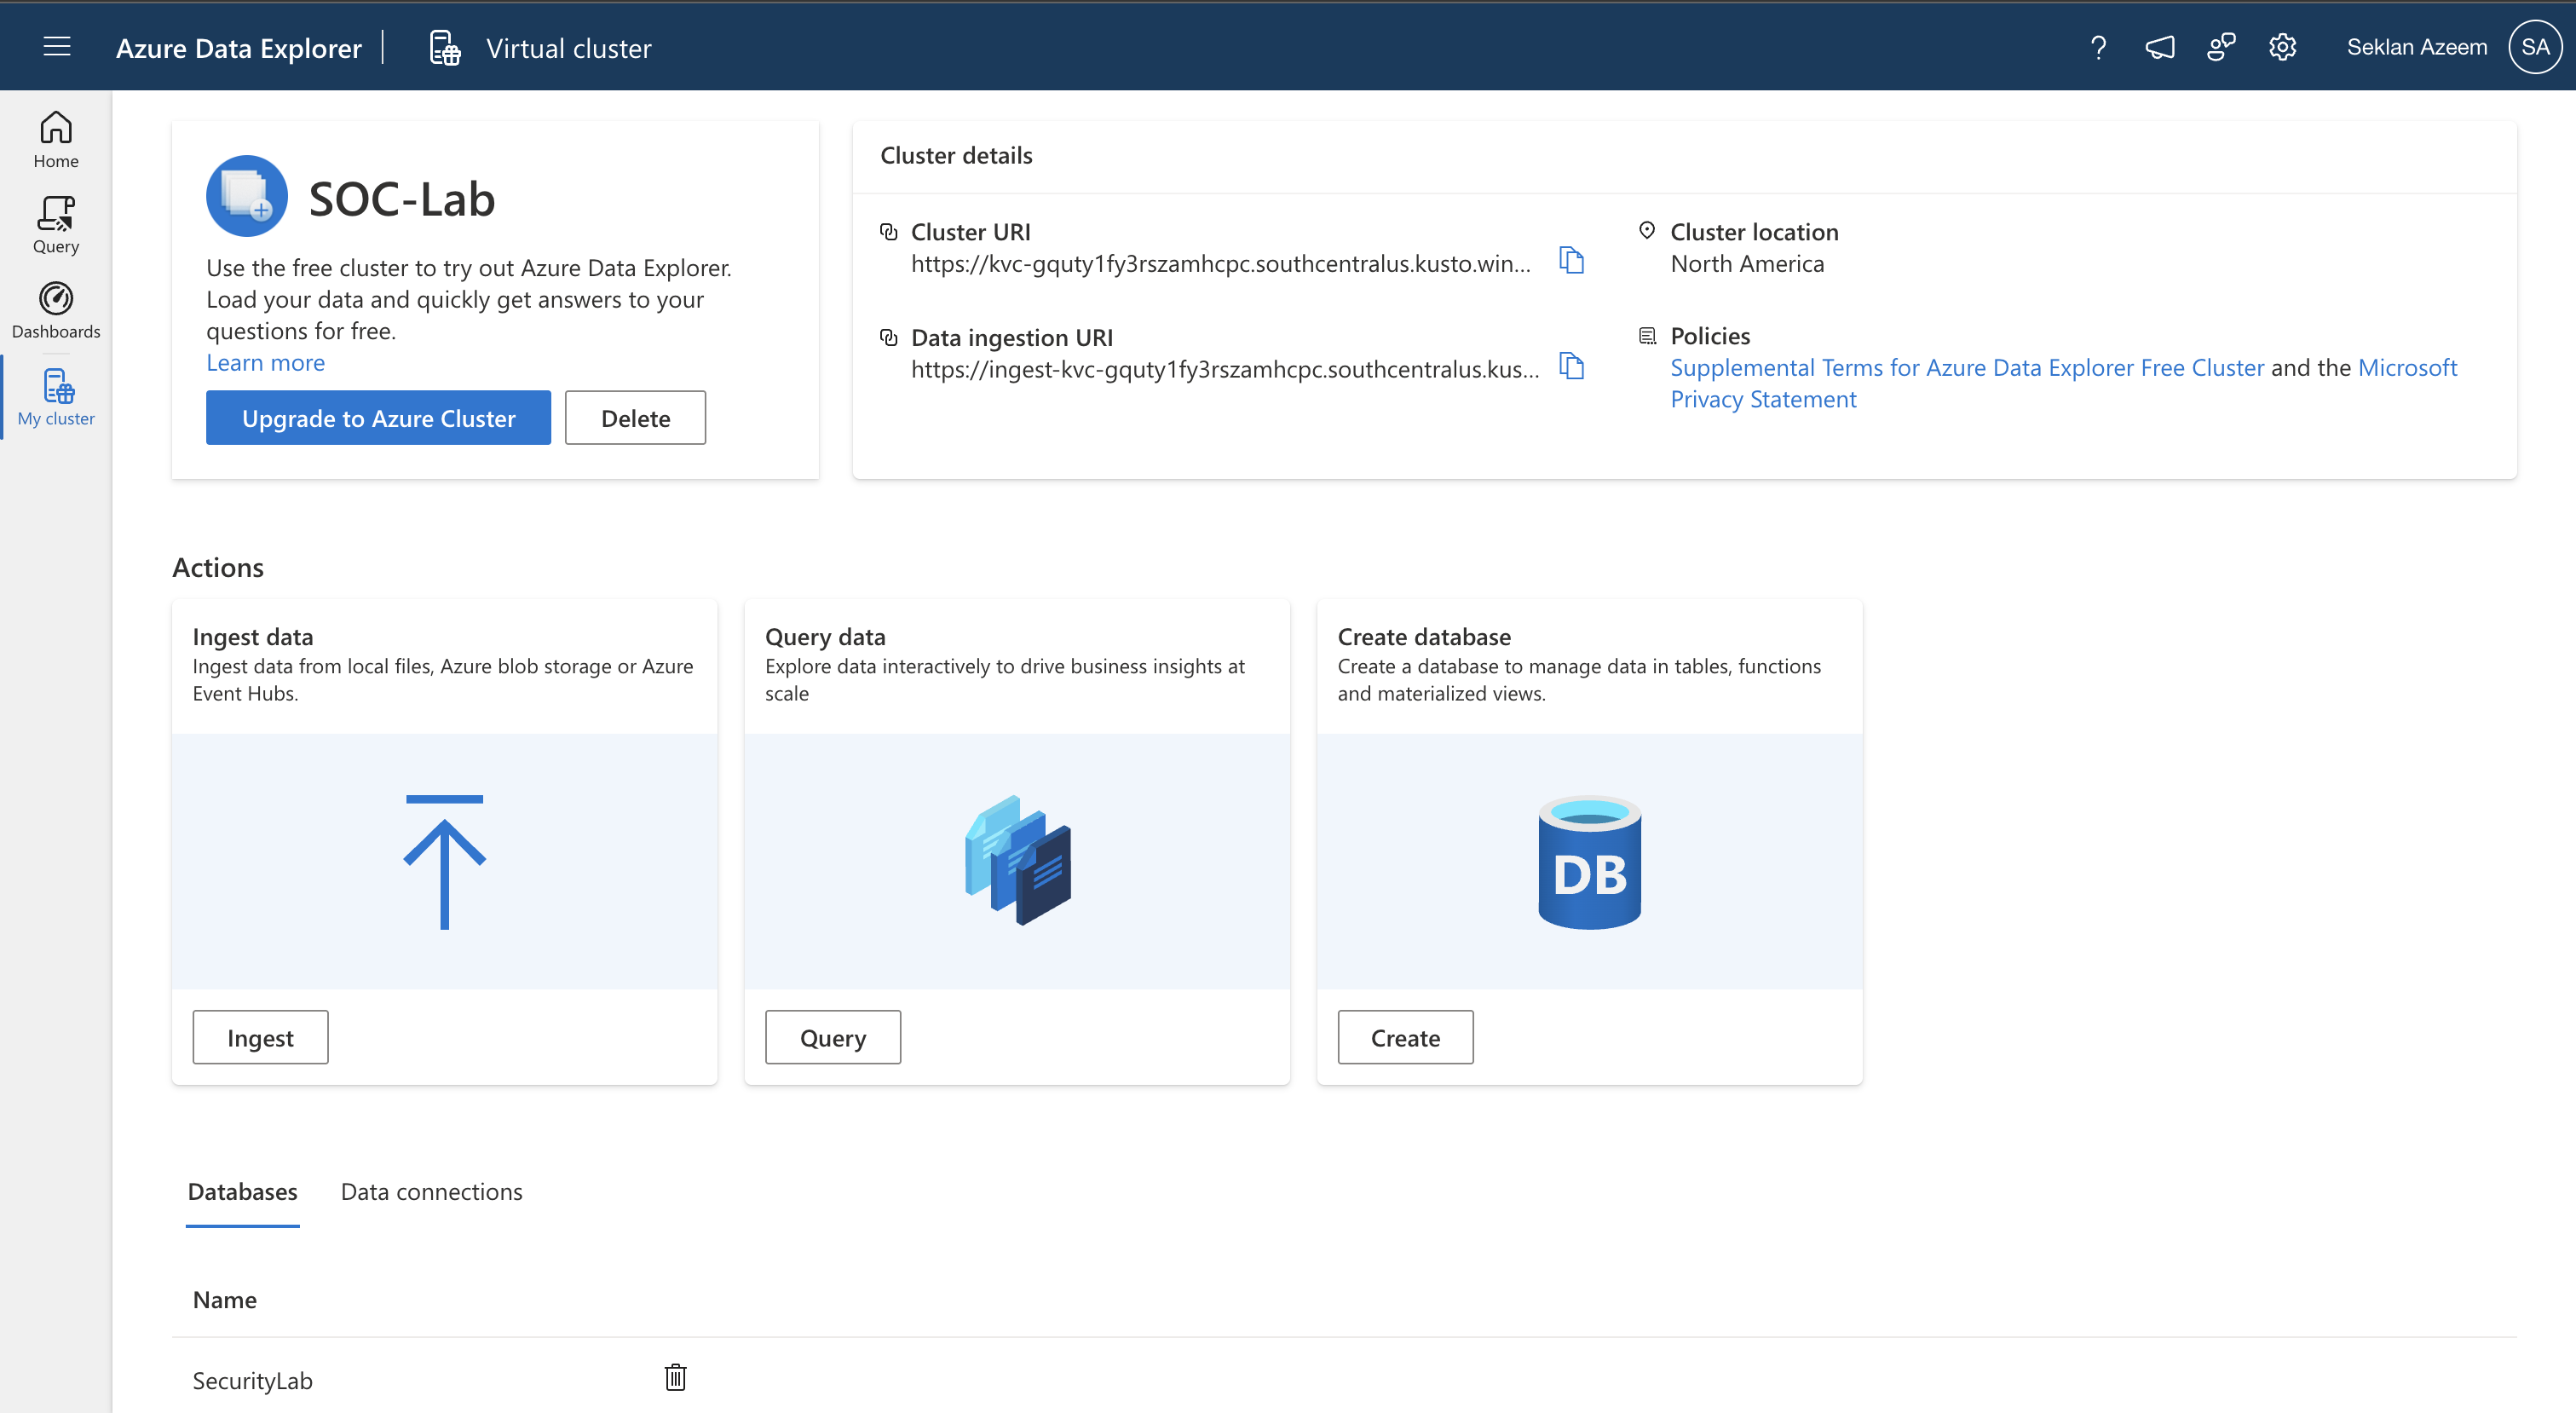 Azure Data Explorer
Virtual cluster
Seklan Azeem
SA
Home
Query
Dashboards
My cluster
SOC-Lab
Use the free cluster to try out Azure Data Explorer.
Load your data and quickly get answers to your
questions for free.
Learn more
Upgrade to Azure Cluster
Delete
Cluster details
Cluster URI
https://kvc-gquty1fy3rszamhcpc.southcentralus.kusto.win...
Cluster location
North America
Data ingestion URI
https://ingest-kvc-gquty1fy3rszamhcpc.southcentralus.kus...
Policies
Supplemental Terms for Azure Data Explorer Free Cluster and the Microsoft
Privacy Statement
Actions
Ingest data
Ingest data from local files, Azure blob storage or Azure
Event Hubs.
Ingest
Query data
Explore data interactively to drive business insights at
scale
Query
Create database
Create a database to manage data in tables, functions
and materialized views.
DB
Create
Databases
Data connections
Name
SecurityLab